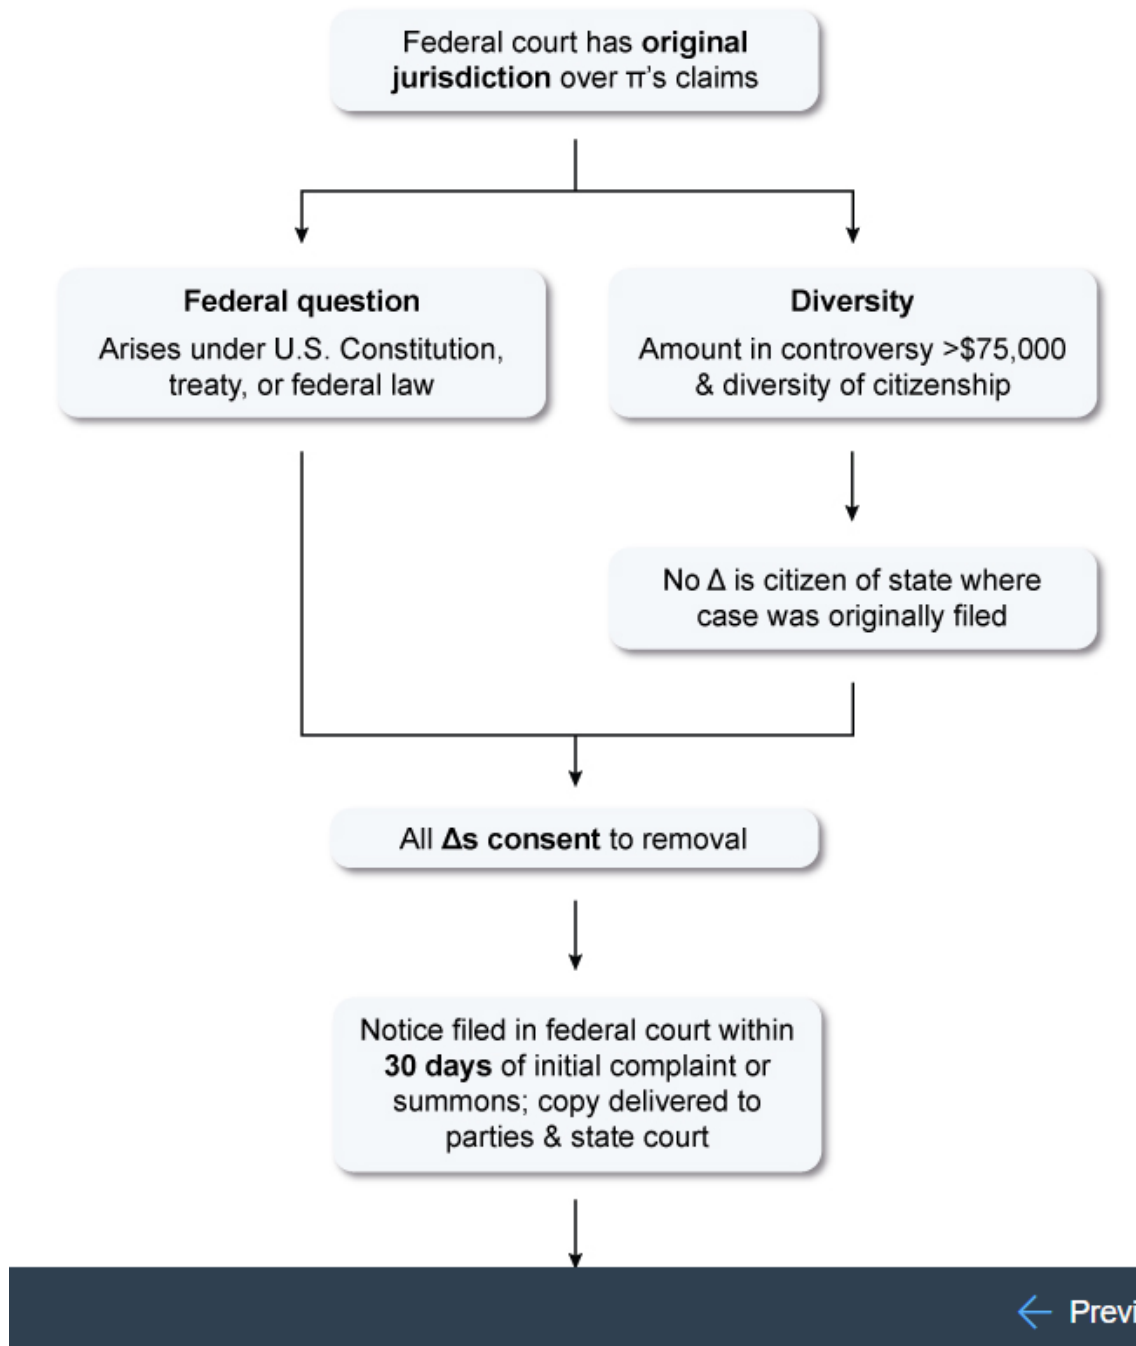 Federal court has original
jurisdiction over π's claims
Federal question
Arises under U.S. Constitution,
treaty, or federal law
Diversity
Amount in controversy >$75,000
& diversity of citizenship
No Δ is citizen of state where
case was originally filed
All Δs consent to removal
Notice filed in federal court within
30 days of initial complaint or
summons; copy delivered to
parties & state court
Previ